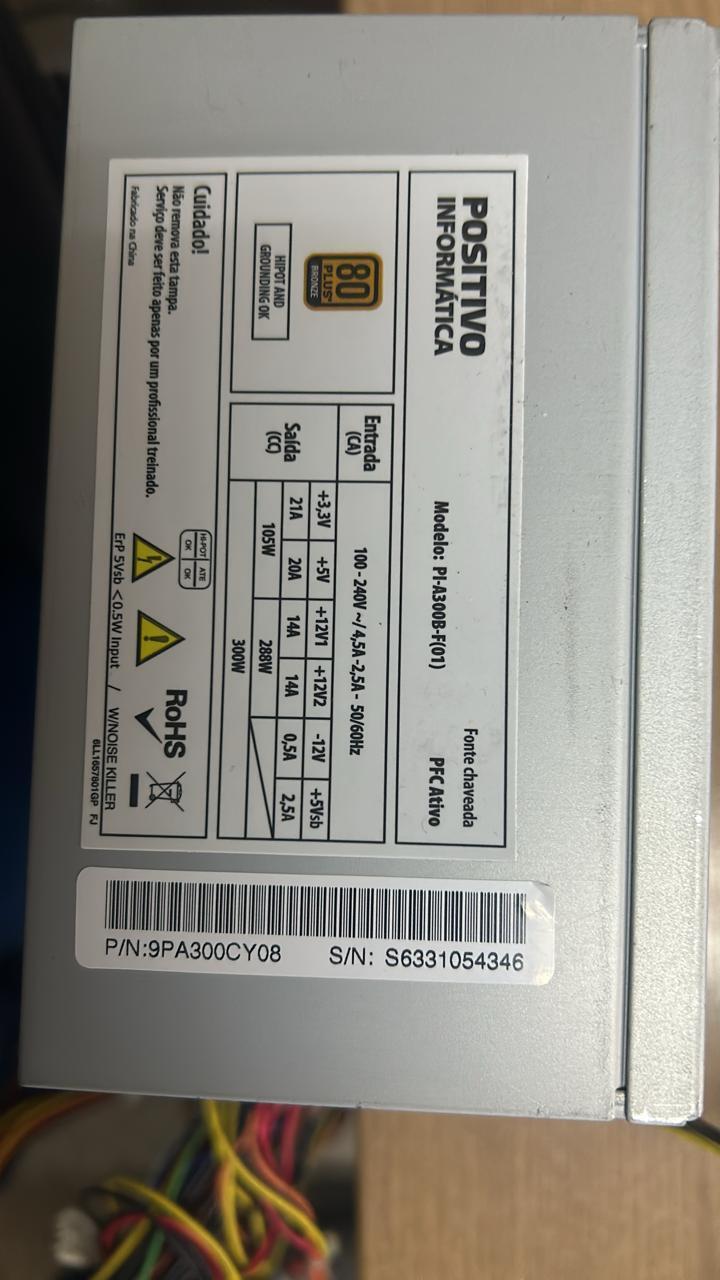 POSITIVO
INFORMÁTICA
Modelo: PI-A300B-F(01)
Fonte chaveada
PFC Ativo
80
PLUS®
BRONZE
HIPOT AND
GROUNDING OK
Entrada
(CA)
100 - 240V ~/ 4,5A -2,5A - 50/60Hz
Saída
(CC)
+3,3V +5V +12V1 +12V2 -12V +5Vsb
21A 20A 14A 14A 0,5A 2,5A
105W 288W
300W
Cuidado!
Não remova esta tampa.
Serviço deve ser feito apenas por um profissional treinado.
Fabricado na China
HI-POT ATE
OK OK
RoHS
ErP 5Vsb <0.5W Input / W/NOISE KILLER
6LL1657801GIP FJ
P/N:9PA300CY08 S/N: S6331054346